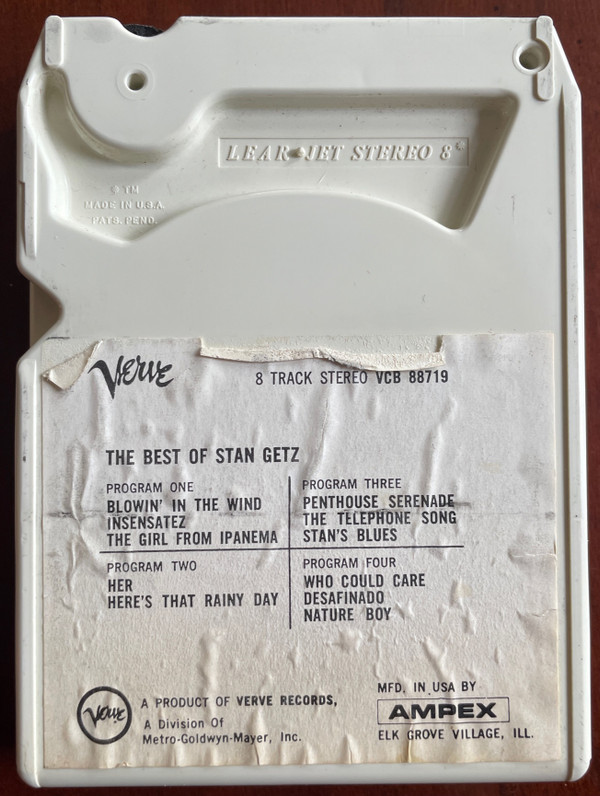 LEAR JET STEREO 8
© TM
MADE IN U.S.A.
PATS. PEND.
Verve
8 TRACK STEREO VCB 88719
THE BEST OF STAN GETZ
PROGRAM ONE
BLOWIN' IN THE WIND
INSENSATEZ
THE GIRL FROM IPANEMA
PROGRAM TWO
HER
HERE'S THAT RAINY DAY
PROGRAM THREE
PENTHOUSE SERENADE
THE TELEPHONE SONG
STAN'S BLUES
PROGRAM FOUR
WHO COULD CARE
DESAFINADO
NATURE BOY
Verve
A PRODUCT OF VERVE RECORDS,
A Division Of
Metro-Goldwyn-Mayer, Inc.
MFD. IN USA BY
AMPEX
ELK GROVE VILLAGE, ILL.